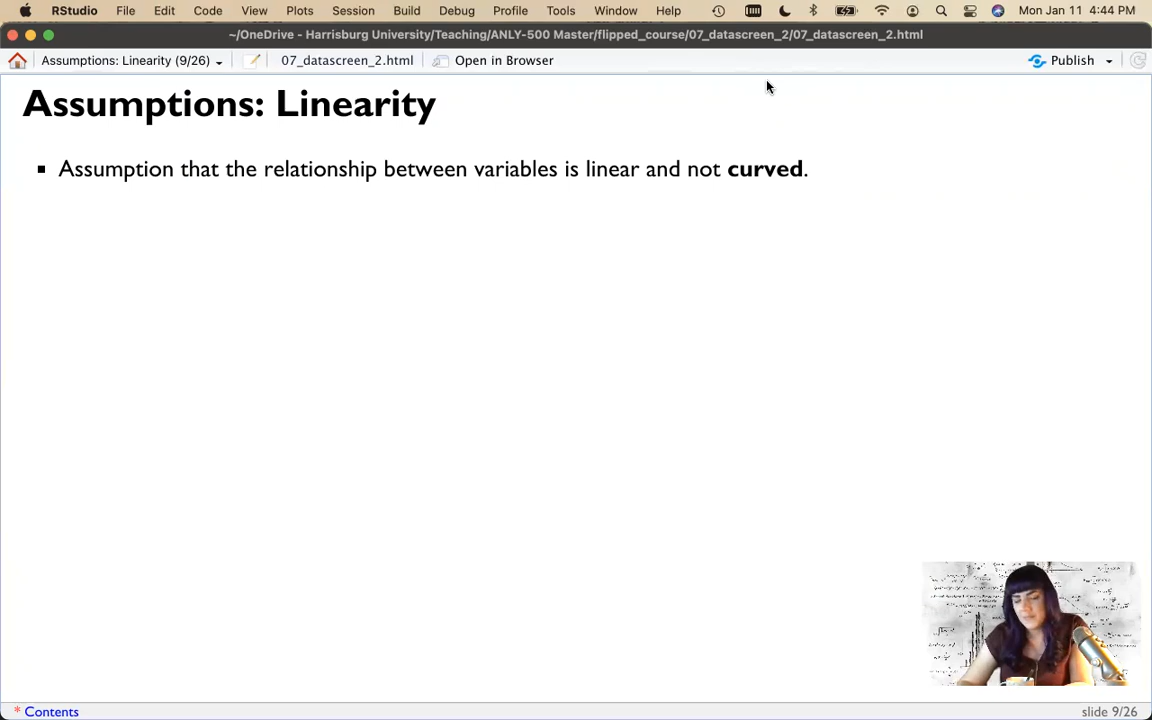 RStudio File Edit Code View Plots Session Build Debug Profile Tools Window Help Mon Jan 11 4:44 PM
~/OneDrive - Harrisburg University/Teaching/ANLY-500 Master/flipped_course/07_datascreen_2/07_datascreen_2.html
Assumptions: Linearity (9/26) 07_datascreen_2.html Open in Browser Publish
Assumptions: Linearity
▪ Assumption that the relationship between variables is linear and not curved.
* Contents slide 9/26